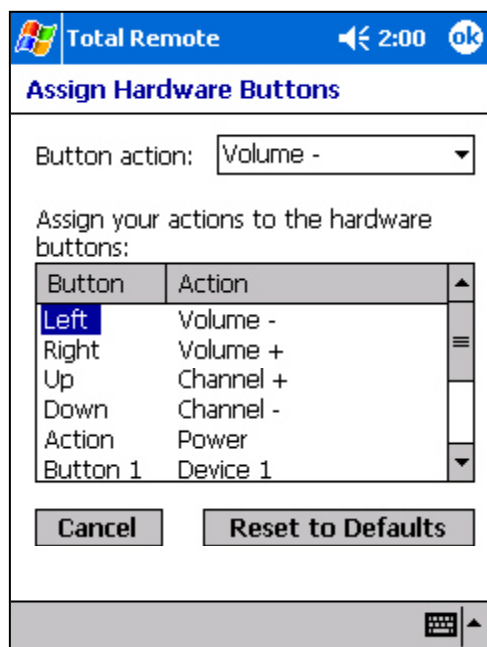 Total Remote 2:00 ok
Assign Hardware Buttons
Button action: Volume -
Assign your actions to the hardware
buttons:
Button Action
Left Volume -
Right Volume +
Up Channel +
Down Channel -
Action Power
Button 1 Device 1
Cancel Reset to Defaults